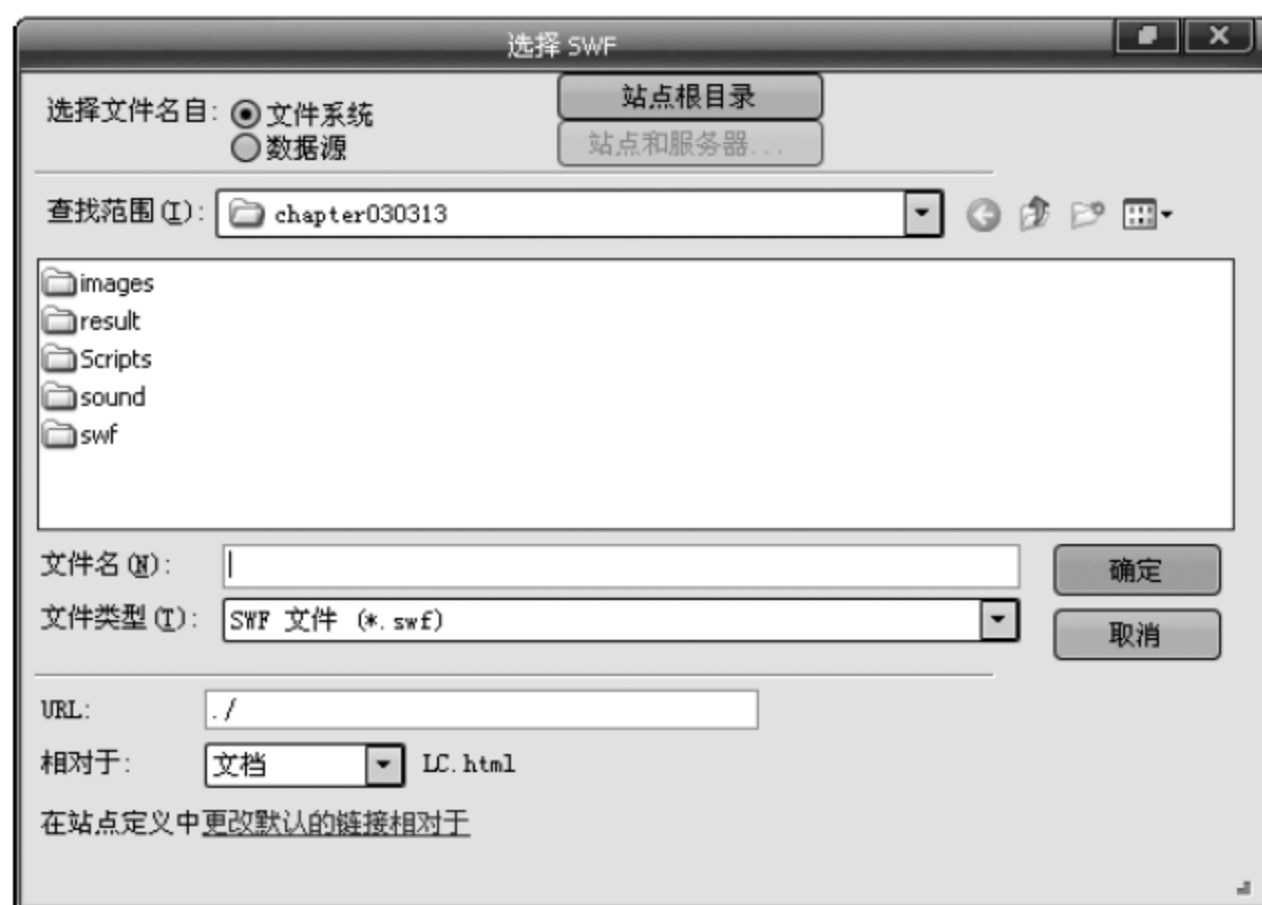 选择 SWF
选择文件名自: 文件系统 站点根目录
数据源 站点和服务器...
查找范围(I): chapter030313
images
result
Scripts
sound
swf
文件名(N): 确定
文件类型(T): SWF 文件 (*.swf)
取消
URL: ./
相对于: 文档 LC.html
在站点定义中更改默认的链接相对于